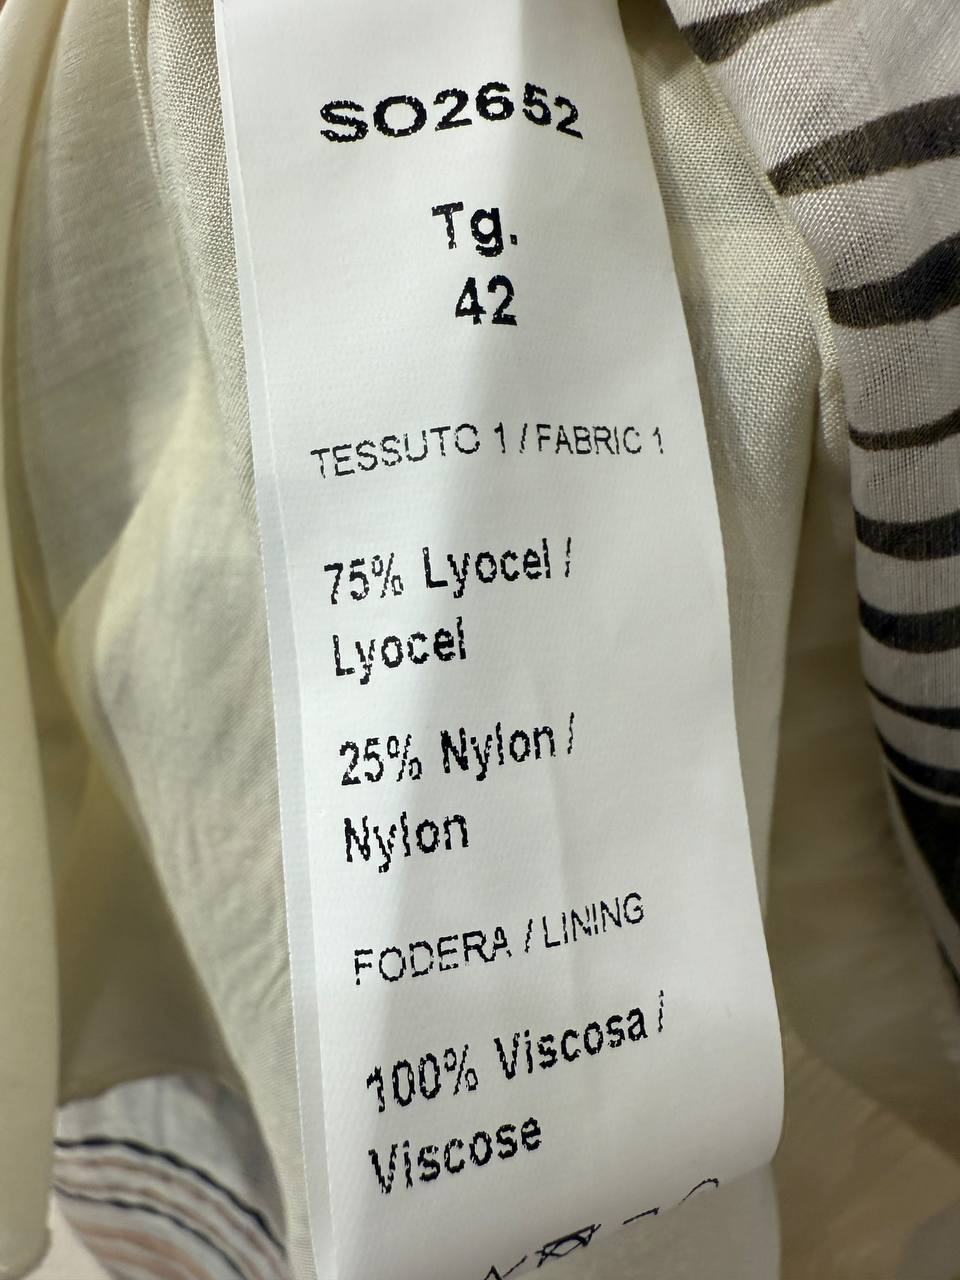 SO2652
Tg.
42
TESSUTO 1 / FABRIC 1
75% Lyocel /
Lyocel
25% Nylon /
Nylon
FODERA / LINING
100% Viscosa /
Viscose